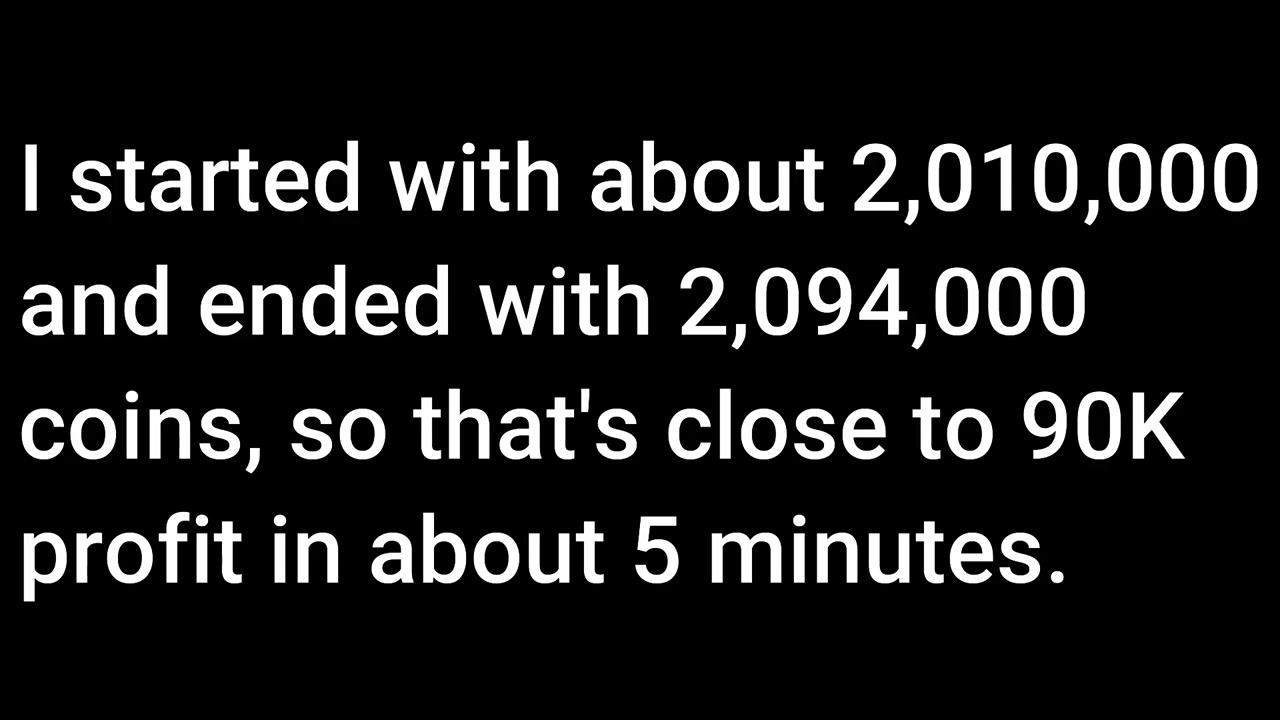 I started with about 2,010,000
and ended with 2,094,000
coins, so that's close to 90K
profit in about 5 minutes.